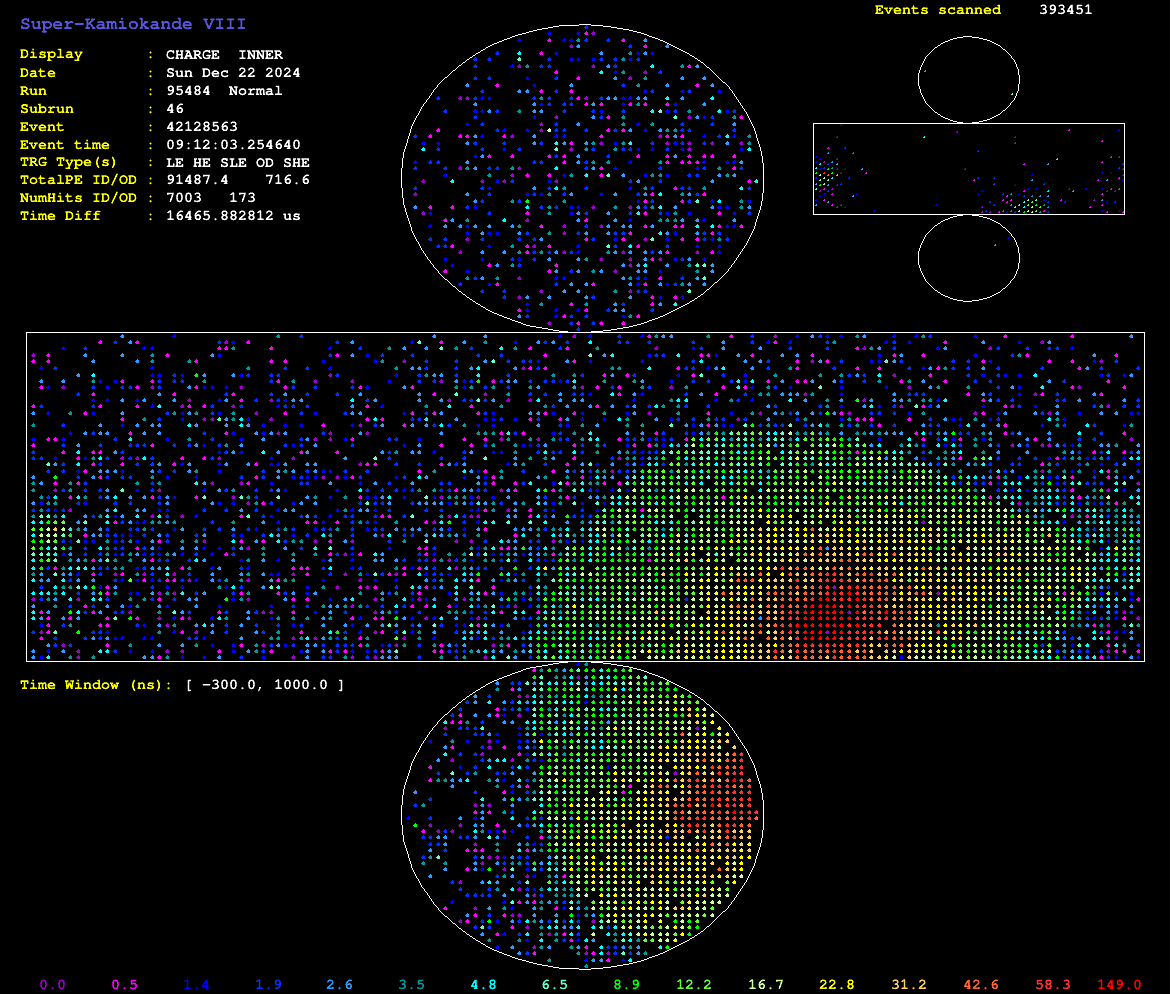 Super-Kamiokande VIII
Events scanned 393451
Display : CHARGE INNER
Date : Sun Dec 22 2024
Run : 95484 Normal
Subrun : 46
Event : 42128563
Event time : 09:12:03.254640
TRG Type(s) : LE HE SLE OD SHE
TotalPE ID/OD : 91487.4 716.6
NumHits ID/OD : 7003 173
Time Diff : 16465.882812 us
Time Window (ns): [ -300.0, 1000.0 ]
0.0 0.5 1.4 1.9 2.6 3.5 4.8 6.5 8.9 12.2 16.7 22.8 31.2 42.6 58.3 149.0